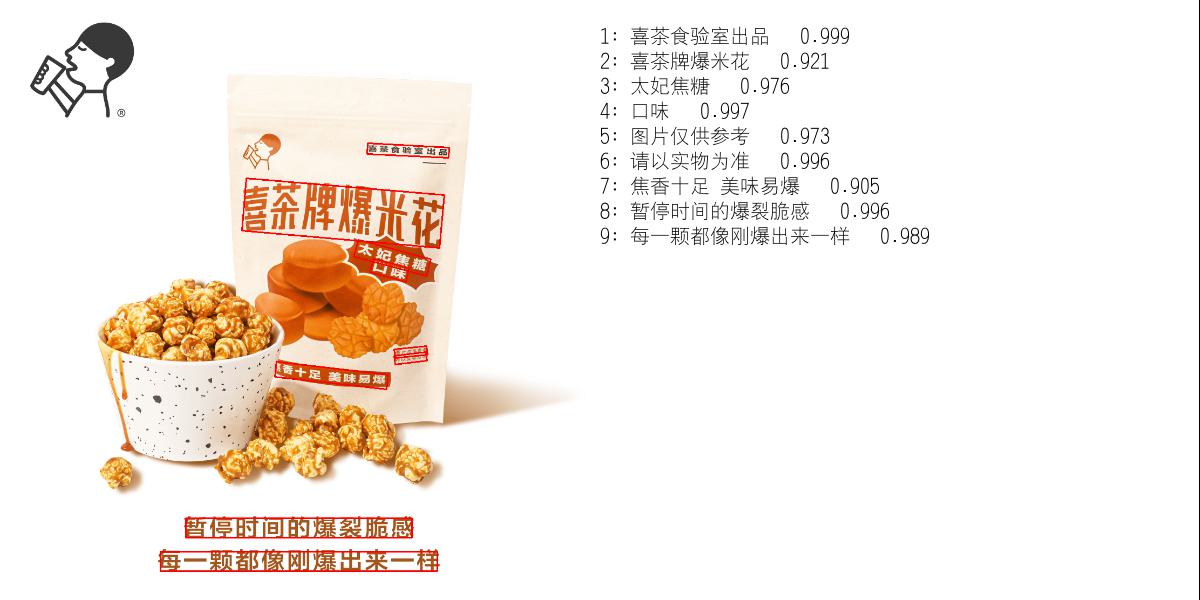 ®
喜茶食验室出品
喜茶牌爆米花
太妃焦糖
口味
图片仅供参考
请以实物为准
焦香十足 美味易爆
暂停时间的爆裂脆感
每一颗都像刚爆出来一样
1: 喜茶食验室出品 0.999
2: 喜茶牌爆米花 0.921
3: 太妃焦糖 0.976
4: 口味 0.997
5: 图片仅供参考 0.973
6: 请以实物为准 0.996
7: 焦香十足 美味易爆 0.905
8: 暂停时间的爆裂脆感 0.996
9: 每一颗都像刚爆出来一样 0.989